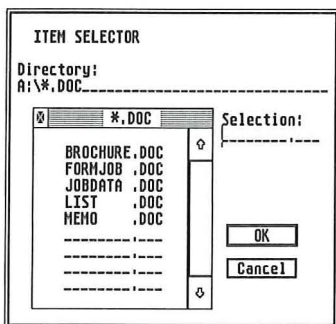 ITEM SELECTOR
Directory:
A:\*.DOC
*.DOC
Selection:
BROCHURE.DOC
FORMJOB .DOC
JOBDATA .DOC
LIST .DOC
MEMO .DOC
OK
Cancel